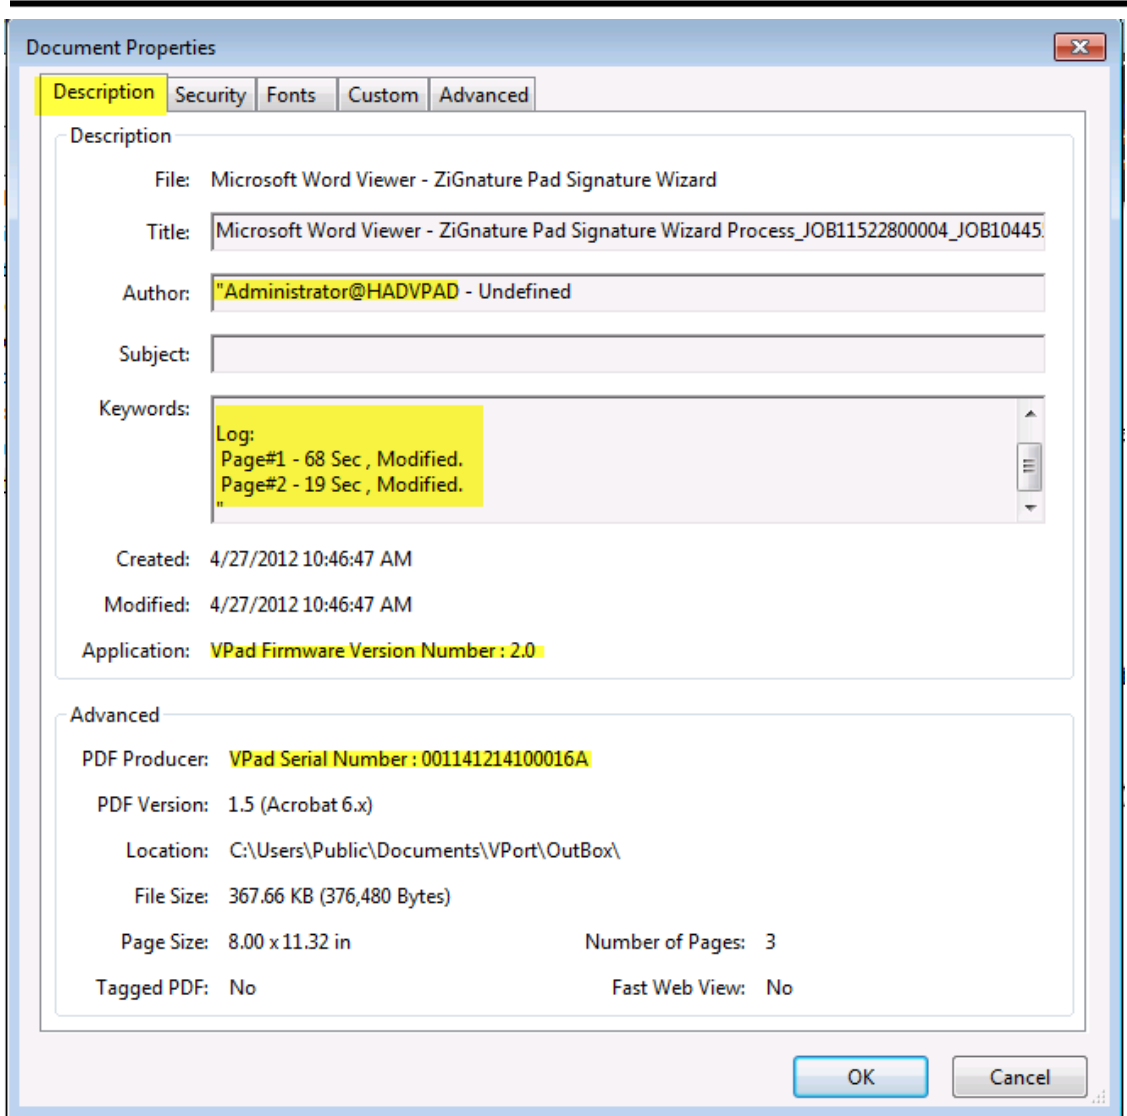 Document Properties
Description Security Fonts Custom Advanced
Description
File: Microsoft Word Viewer - ZiGnature Pad Signature Wizard
Title: Microsoft Word Viewer - ZiGnature Pad Signature Wizard Process_JOB11522800004_JOB10445
Author: "Administrator@HADVPAD - Undefined
Subject:
Keywords:
Log:
Page#1 - 68 Sec , Modified.
Page#2 - 19 Sec , Modified.
"
Created: 4/27/2012 10:46:47 AM
Modified: 4/27/2012 10:46:47 AM
Application: VPad Firmware Version Number : 2.0
Advanced
PDF Producer: VPad Serial Number : 001141214100016A
PDF Version: 1.5 (Acrobat 6.x)
Location: C:\Users\Public\Documents\VPort\OutBox\
File Size: 367.66 KB (376,480 Bytes)
Page Size: 8.00 x 11.32 in Number of Pages: 3
Tagged PDF: No Fast Web View: No
OK Cancel